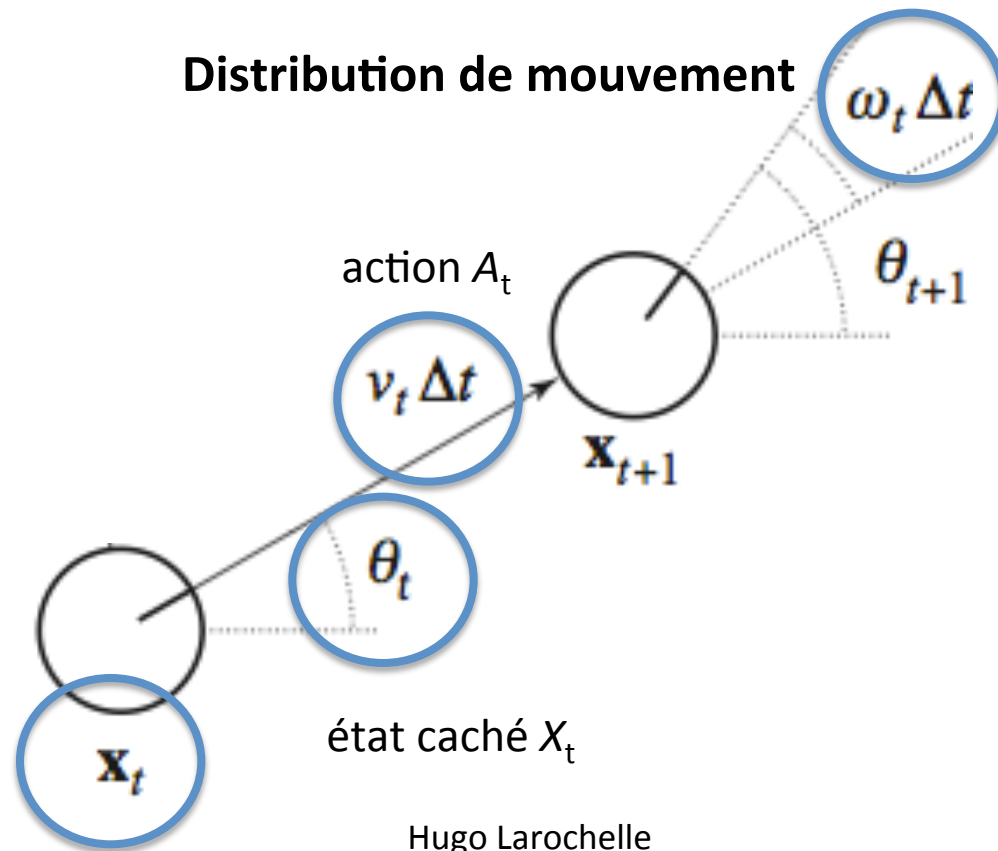 Distribution de mouvement
ω_t Δt
θ_{t+1}
action A_t
v_t Δt
x_{t+1}
θ_t
état caché X_t
x_t
Hugo Larochelle